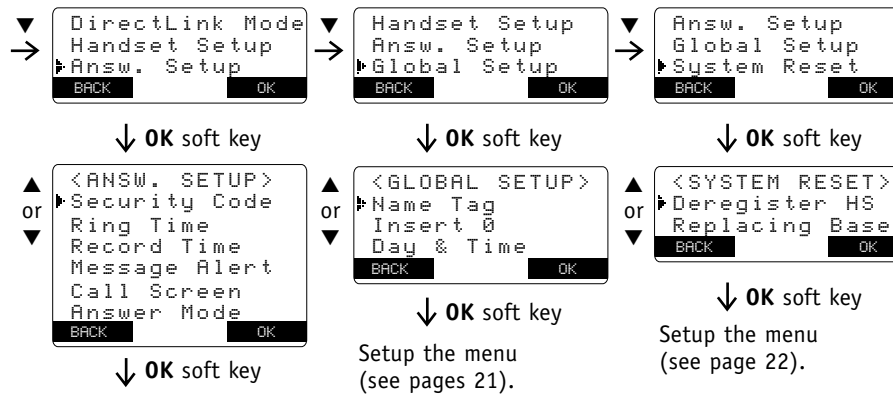 DirectLink Mode
Handset Setup
Answ. Setup
BACK OK
OK soft key
<ANSW. SETUP>
Security Code
Ring Time
Record Time
Message Alert
Call Screen
Answer Mode
BACK OK
or
OK soft key
Handset Setup
Answ. Setup
Global Setup
BACK OK
OK soft key
<GLOBAL SETUP>
Name Tag
Insert 0
Day & Time
BACK OK
or
OK soft key
Setup the menu
(see pages 21).
Answ. Setup
Global Setup
System Reset
BACK OK
OK soft key
<SYSTEM RESET>
Deregister HS
Replacing Base
BACK OK
or
OK soft key
Setup the menu
(see page 22).